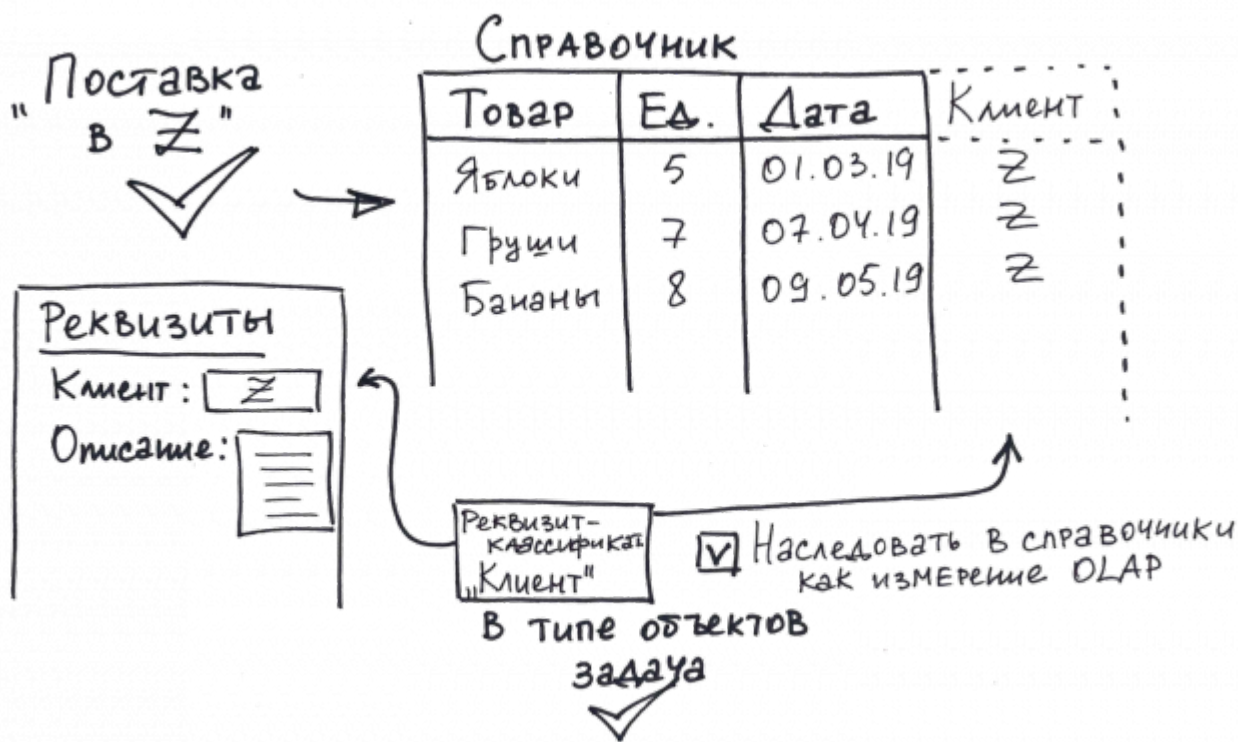 Справочник
"Поставка
в Z"
Товар Ед. Дата Клиент
Яблоки 5 01.03.19 Z
Груши 7 07.04.19 Z
Бананы 8 09.05.19 Z
Реквизиты
Клиент: Z
Описание:
Реквизит-
классификат.
„Клиент"
V Наследовать в справочники
как измерение OLAP
в типе объектов
задача